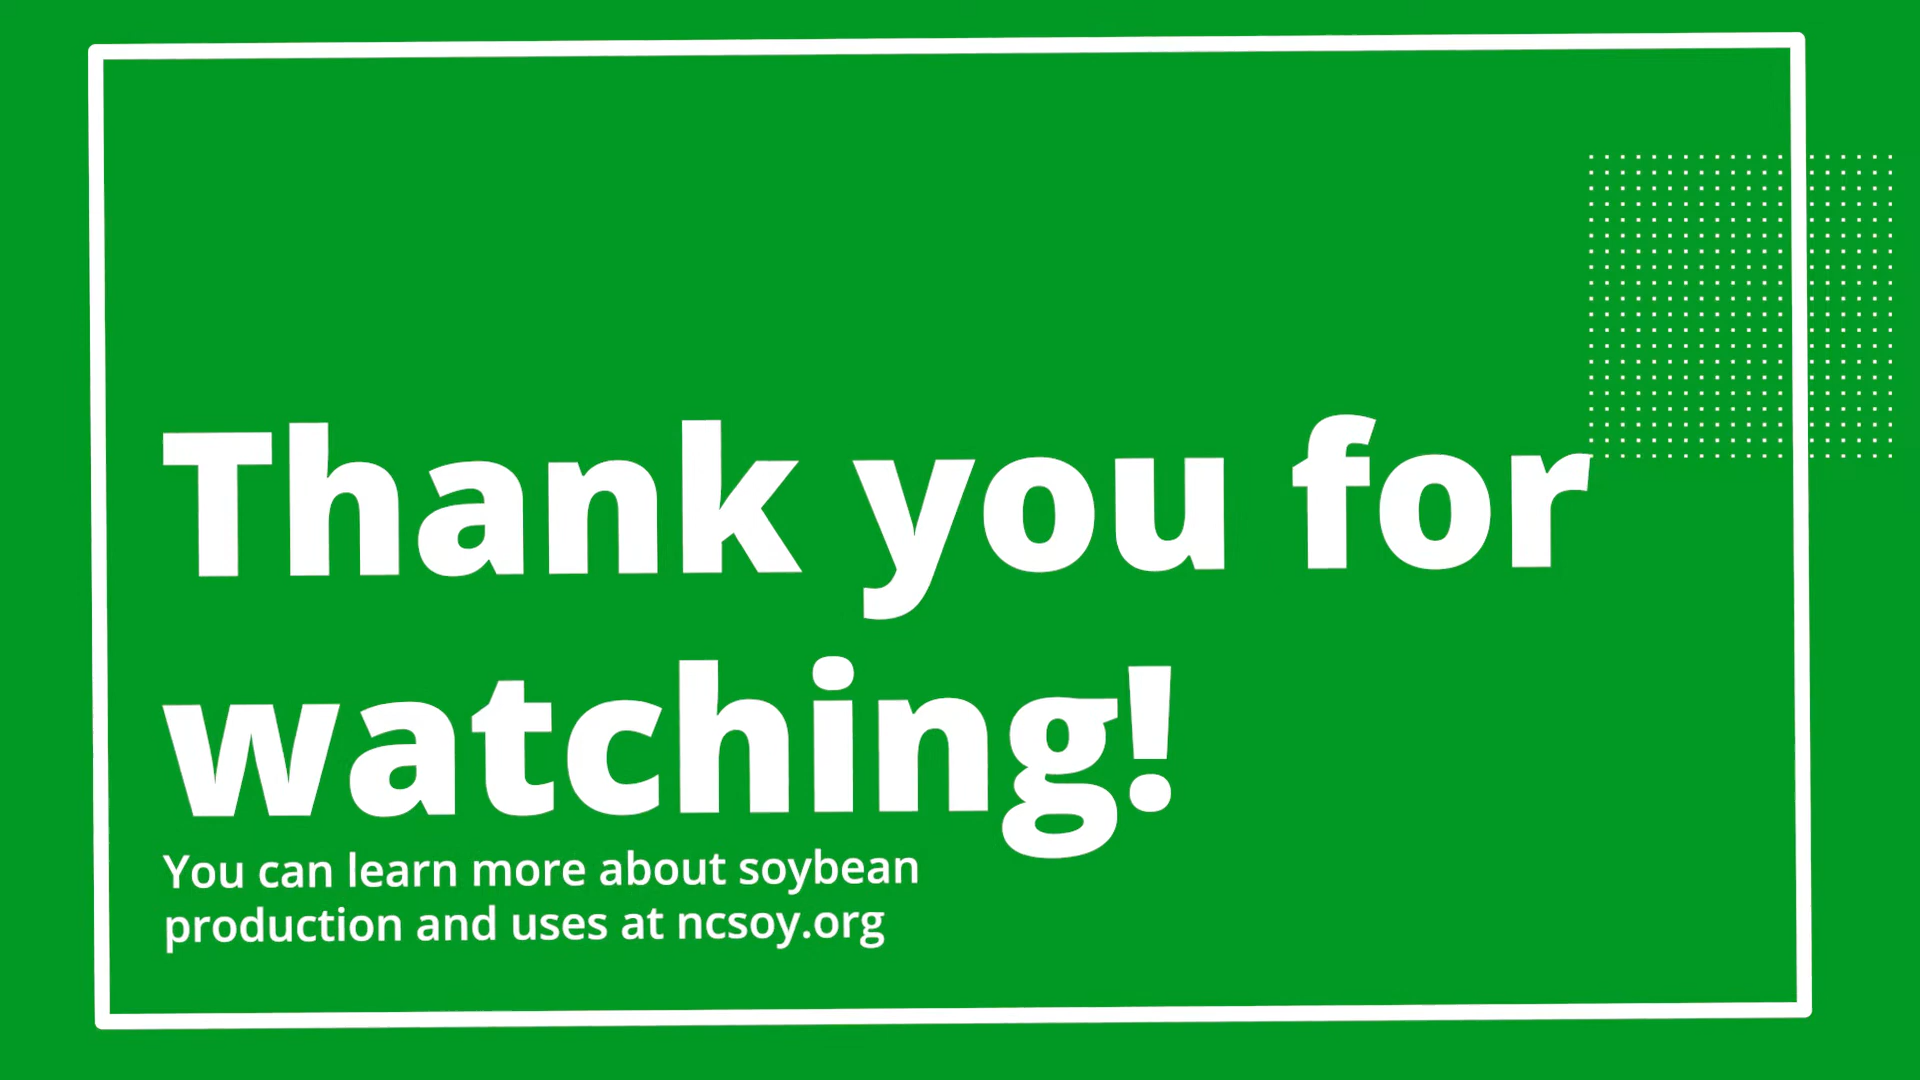 Thank you for
watching!
You can learn more about soybean
production and uses at ncsoy.org